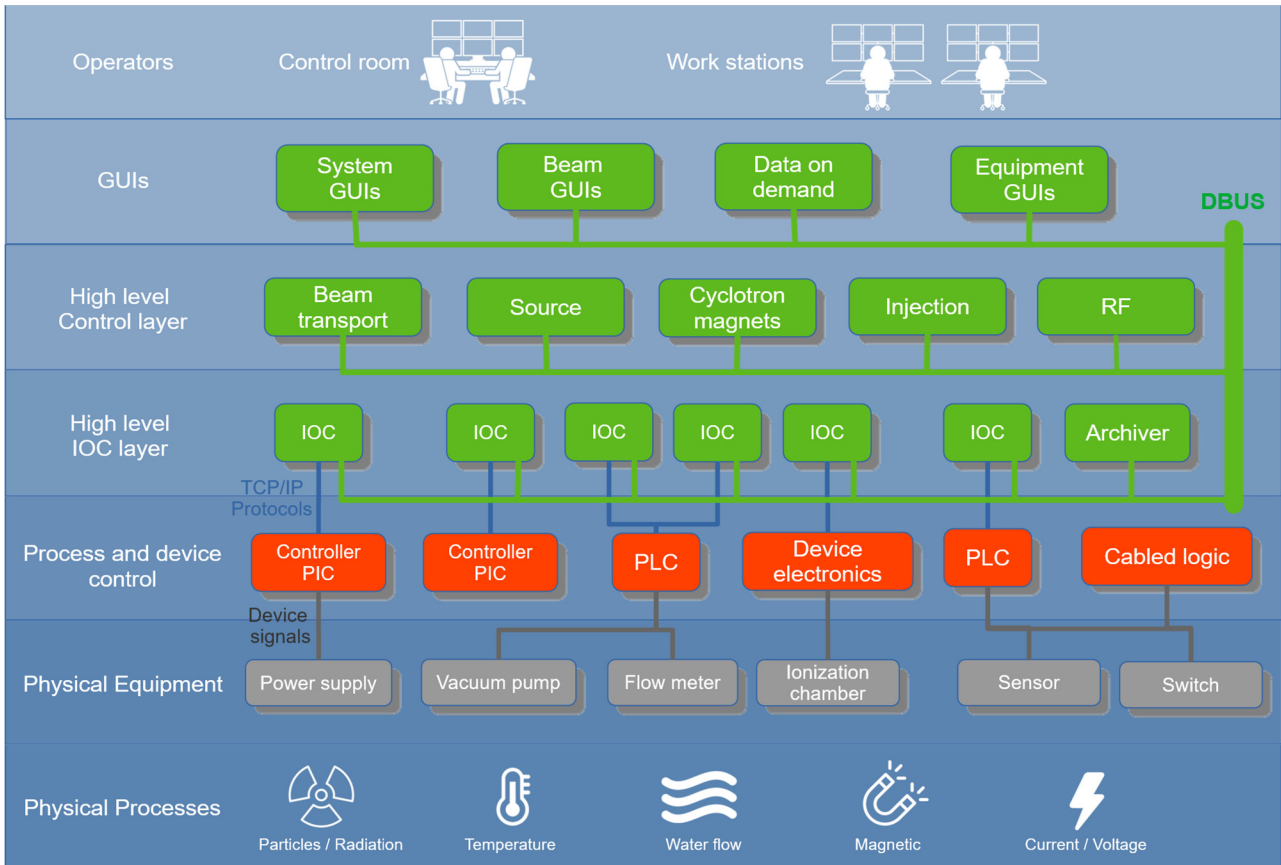 Operators
Control room
Work stations
GUIs
System
GUIs
Beam
GUIs
Data on
demand
Equipment
GUIs
DBUS
High level
Control layer
Beam
transport
Source
Cyclotron
magnets
Injection
RF
High level
IOC layer
IOC
IOC
IOC
IOC
IOC
IOC
Archiver
TCP/IP
Protocols
Process and device
control
Controller
PIC
Controller
PIC
PLC
Device
electronics
PLC
Cabled logic
Device
signals
Physical Equipment
Power supply
Vacuum pump
Flow meter
Ionization
chamber
Sensor
Switch
Physical Processes
Particles / Radiation
Temperature
Water flow
Magnetic
Current / Voltage